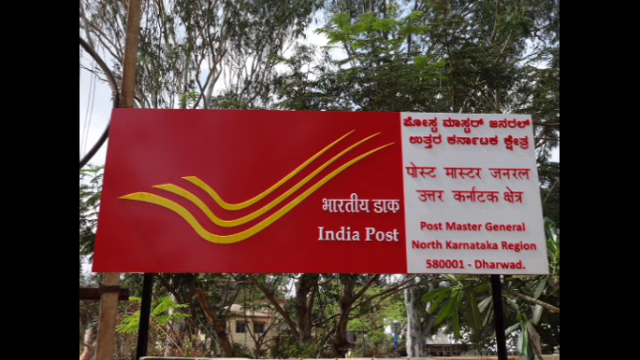 भारतीय डाक
India Post
ಪೋಸ್ಟ ಮಾಸ್ಟರ್ ಜನರಲ್
ಉತ್ತರ ಕರ್ನಾಟಕ ಕ್ಷೇತ್ರ
पोस्ट मास्टर जनरल
उत्तर कर्नाटक क्षेत्र
Post Master General
North Karnataka Region
580001 - Dharwad.